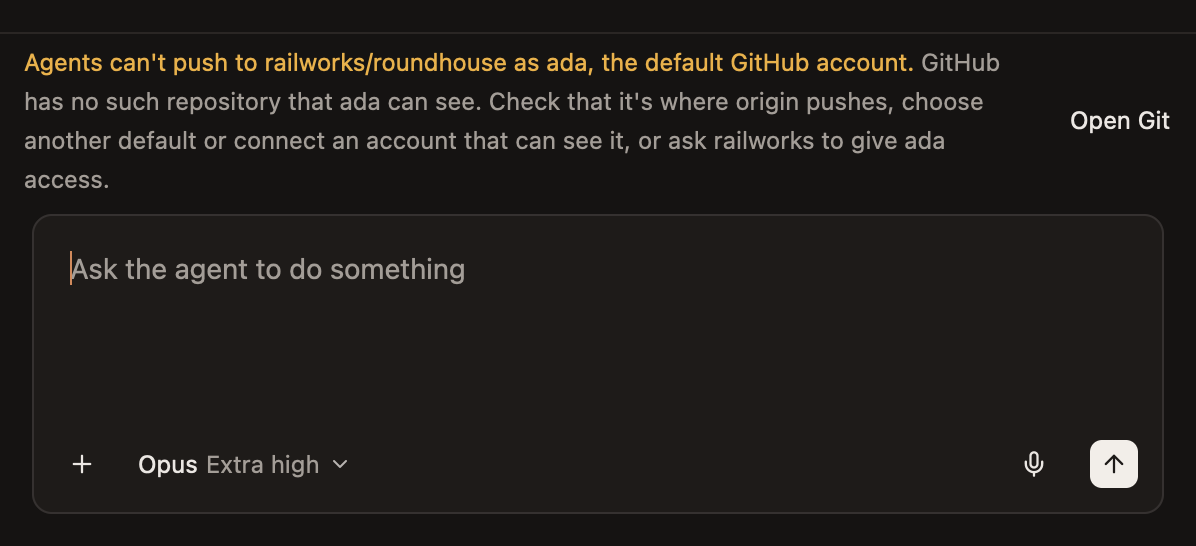 Agents can't push to railworks/roundhouse as ada, the default GitHub account. GitHub
has no such repository that ada can see. Check that it's where origin pushes, choose
another default or connect an account that can see it, or ask railworks to give ada
access.
Open Git
Ask the agent to do something
Opus Extra high